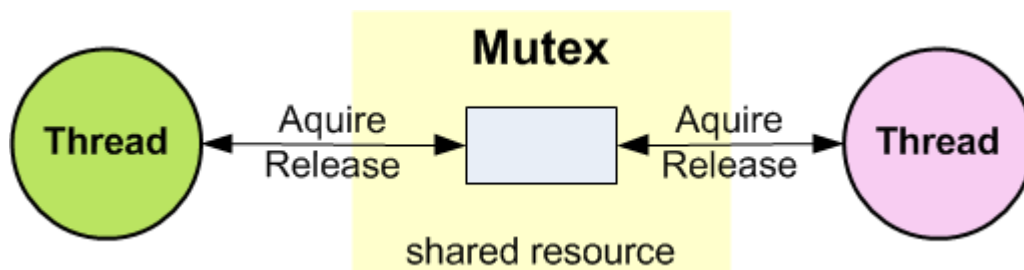 Mutex
Thread
Aquire
Release
Aquire
Release
Thread
shared resource